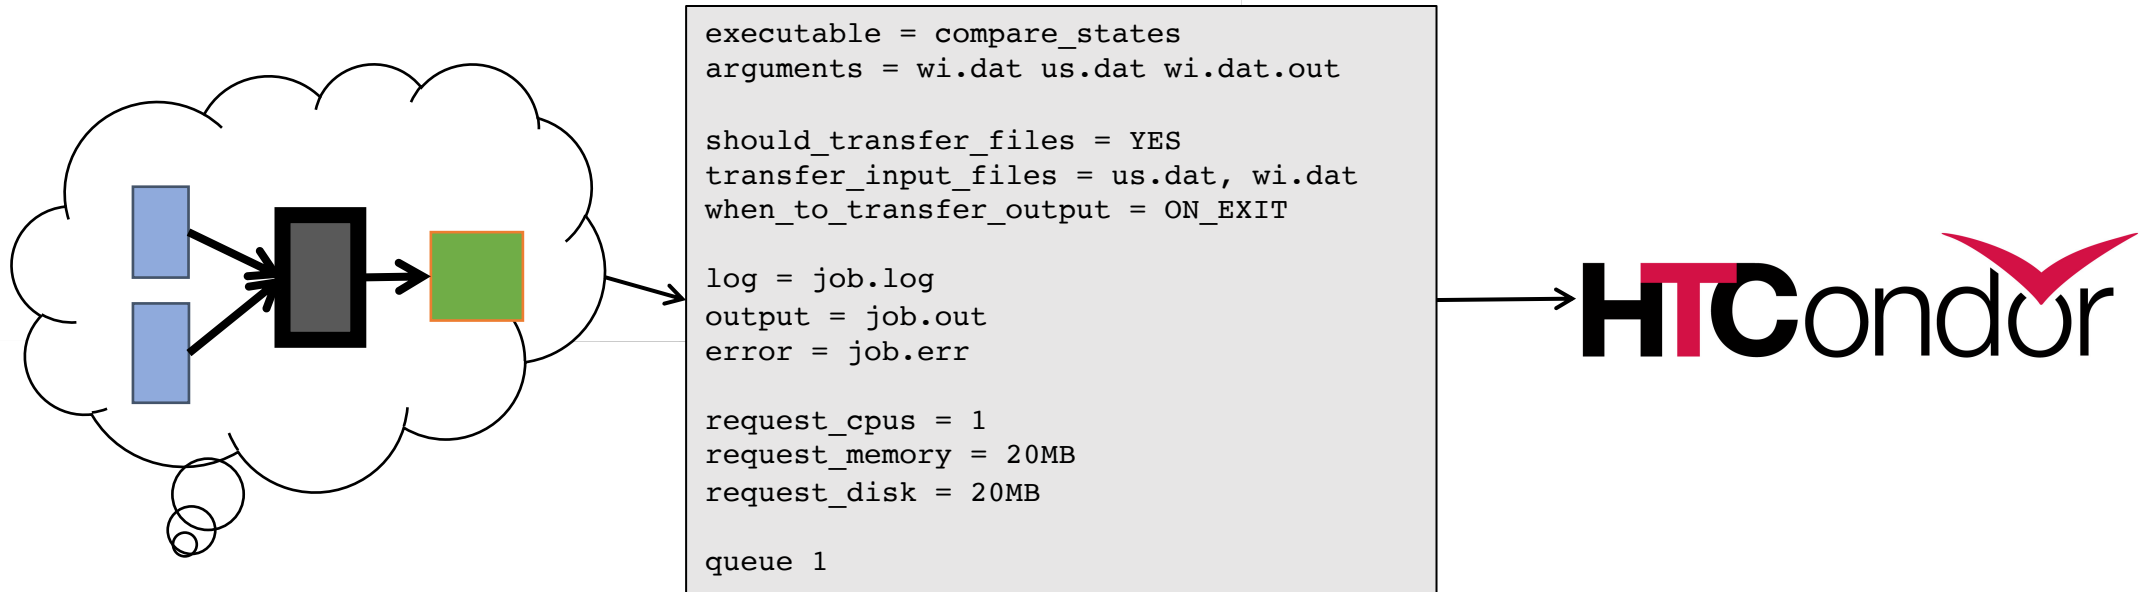 executable = compare_states
arguments = wi.dat us.dat wi.dat.out
should_transfer_files = YES
transfer_input_files = us.dat, wi.dat
when_to_transfer_output = ON_EXIT
log = job.log
output = job.out
error = job.err
request_cpus = 1
request_memory = 20MB
request_disk = 20MB
queue 1
HTCondor